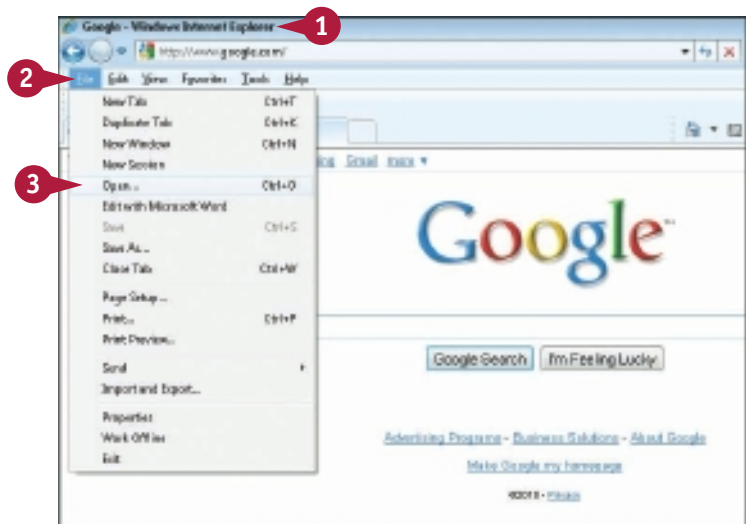 Google - Windows Internet Explorer
1
http://www.google.com/
2
File Edit View Favorites Tools Help
New Tab Ctrl+T
Duplicate Tab Ctrl+K
New Window Ctrl+N
New Session
Gmail more ▼
3
Open... Ctrl+O
Edit with Microsoft Word
Save Ctrl+S
Save As...
Close Tab Ctrl+W
Page Setup...
Print... Ctrl+P
Print Preview...
Send
Import and Export...
Properties
Work Offline
Exit
Google™
Google Search I'm Feeling Lucky
Advertising Programs - Business Solutions - About Google
Make Google my homepage
©2010 - Privacy